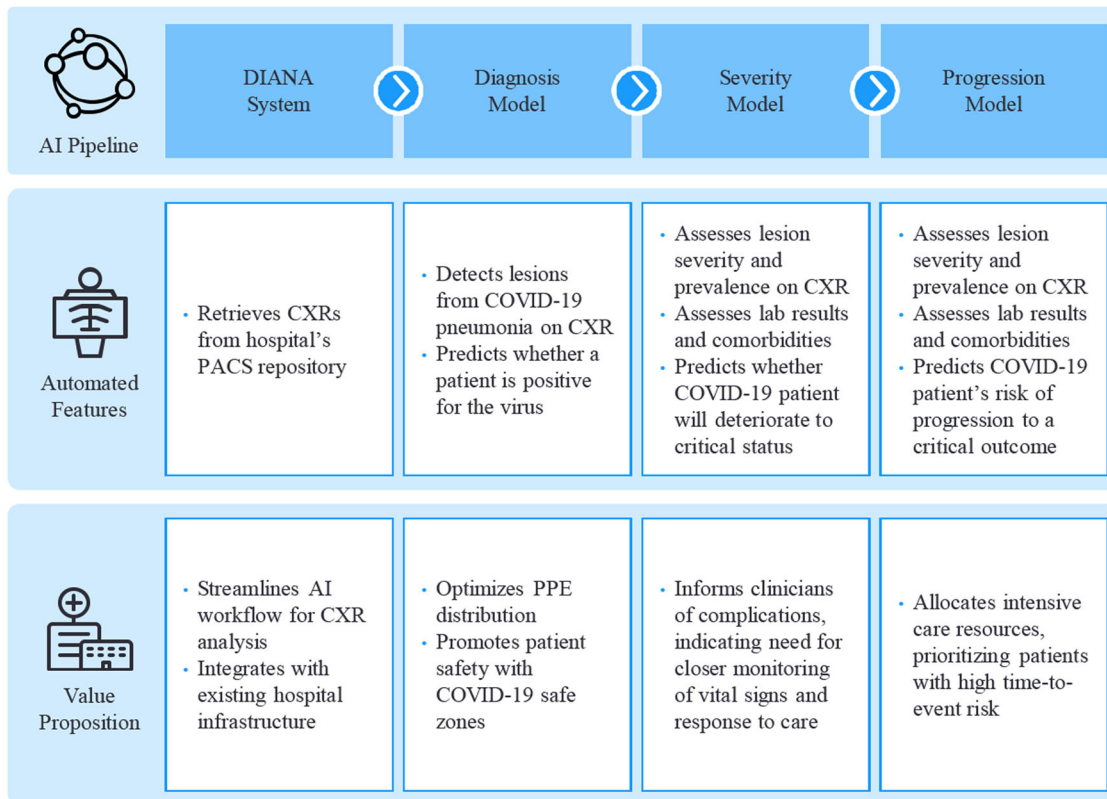 AI Pipeline
DIANA
System
Diagnosis
Model
Severity
Model
Progression
Model
Automated
Features
• Retrieves CXRs
from hospital’s
PACS repository
• Detects lesions
from COVID-19
pneumonia on CXR
• Predicts whether a
patient is positive
for the virus
• Assesses lesion
severity and
prevalence on CXR
• Assesses lab results
and comorbidities
• Predicts whether
COVID-19 patient
will deteriorate to
critical status
• Assesses lesion
severity and
prevalence on CXR
• Assesses lab results
and comorbidities
• Predicts COVID-19
patient’s risk of
progression to a
critical outcome
Value
Proposition
• Streamlines AI
workflow for CXR
analysis
• Integrates with
existing hospital
infrastructure
• Optimizes PPE
distribution
• Promotes patient
safety with
COVID-19 safe
zones
• Informs clinicians
of complications,
indicating need for
closer monitoring
of vital signs and
response to care
• Allocates intensive
care resources,
prioritizing patients
with high time-to-
event risk